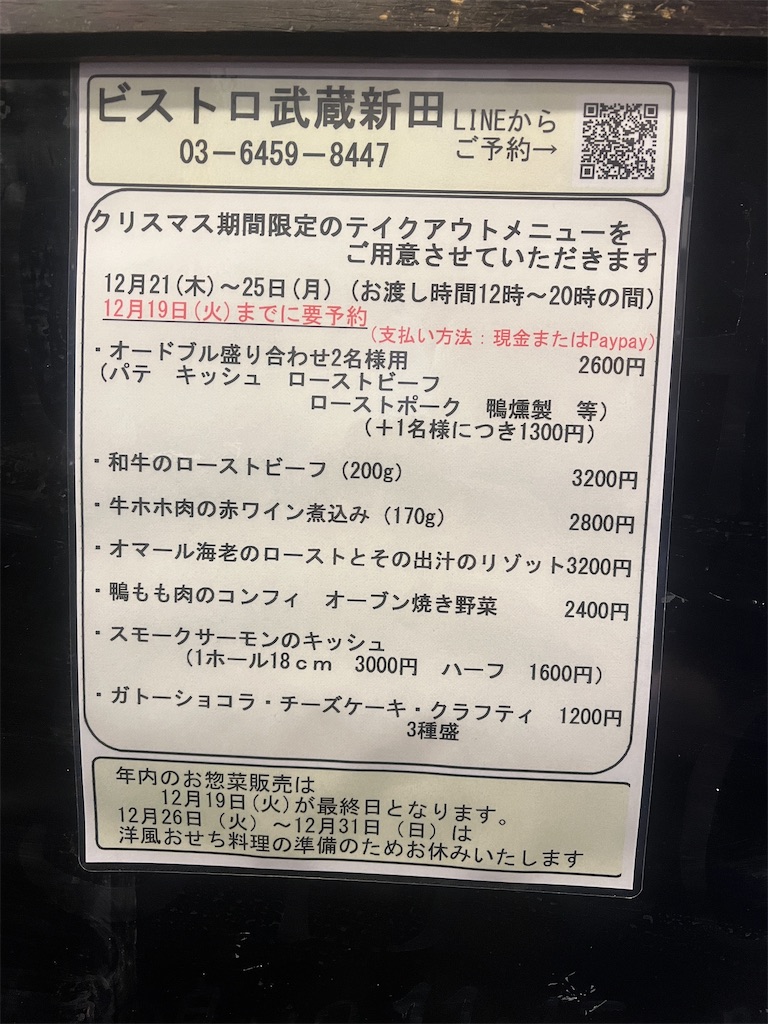 ビストロ武蔵新田
LINEから
03-6459-8447
ご予約→
クリスマス期間限定のテイクアウトメニューを
ご用意させていただきます
12月21(木)~25日(月)(お渡し時間12時~20時の間)
12月19日(火)までに要予約
(支払い方法:現金またはPaypay)
・オードブル盛り合わせ2名様用 2600円
(パテ キッシュ ローストビーフ
ローストポーク 鴨燻製 等)
(+1名様につき1300円)
・和牛のローストビーフ(200g) 3200円
・牛ホホ肉の赤ワイン煮込み(170g) 2800円
・オマール海老のローストとその出汁のリゾット3200円
・鴨もも肉のコンフィ オーブン焼き野菜 2400円
・スモークサーモンのキッシュ
(1ホール18cm 3000円 ハーフ 1600円)
・ガトーショコラ・チーズケーキ・クラフティ 1200円
3種盛
年内のお惣菜販売は
12月19日(火)が最終日となります。
12月26日(火)~12月31日(日)は
洋風おせち料理の準備のためお休みいたします